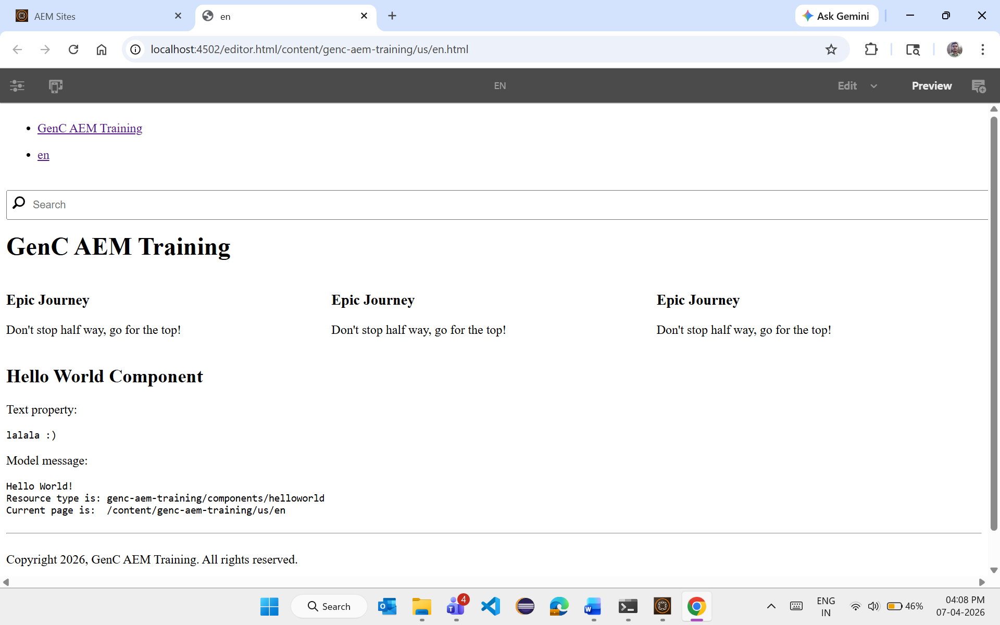 AEM Sites
en
Ask Gemini
localhost:4502/editor.html/content/genc-aem-training/us/en.html
EN
Edit
Preview
GenC AEM Training
en
Search
GenC AEM Training
Epic Journey Epic Journey Epic Journey
Don't stop half way, go for the top! Don't stop half way, go for the top! Don't stop half way, go for the top!
Hello World Component
Text property:
lalala :)
Model message:
Hello World!
Resource type is: genc-aem-training/components/helloworld
Current page is:  /content/genc-aem-training/us/en
Copyright 2026, GenC AEM Training. All rights reserved.
Search
4
ENG
IN
46%
04:08 PM
07-04-2026